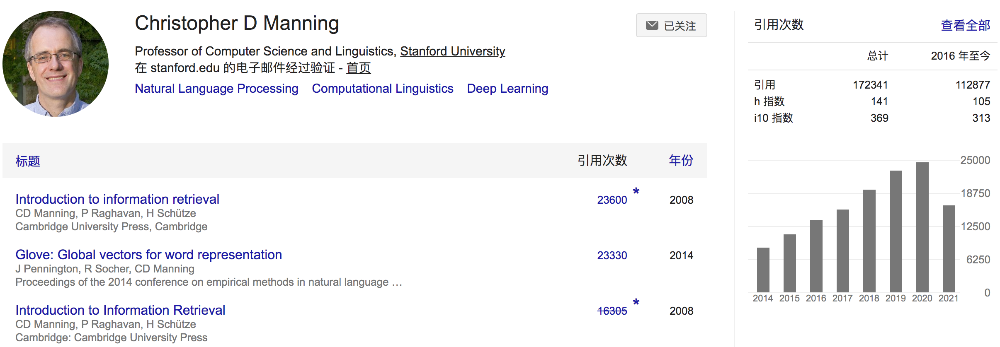 Christopher D Manning
已关注
Professor of Computer Science and Linguistics, Stanford University
在 stanford.edu 的电子邮件经过验证 - 首页
Natural Language Processing Computational Linguistics Deep Learning
标题 引用次数 年份
Introduction to information retrieval 23600 * 2008
CD Manning, P Raghavan, H Schütze
Cambridge University Press, Cambridge
Glove: Global vectors for word representation 23330 2014
J Pennington, R Socher, CD Manning
Proceedings of the 2014 conference on empirical methods in natural language …
Introduction to Information Retrieval 16305 * 2008
CD Manning, P Raghavan, H Schütze
Cambridge: Cambridge University Press
引用次数 查看全部
总计 2016 年至今
引用 172341 112877
h 指数 141 105
i10 指数 369 313
25000
18750
12500
6250
0
2014 2015 2016 2017 2018 2019 2020 2021